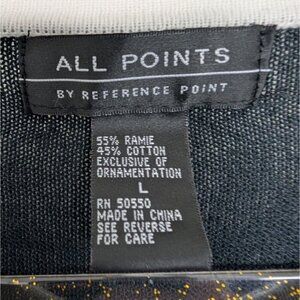 ALL POINTS
BY REFERENCE POINT
55% RAMIE
45% COTTON
EXCLUSIVE OF
ORNAMENTATION
L
RN 50550
MADE IN CHINA
SEE REVERSE
FOR CARE